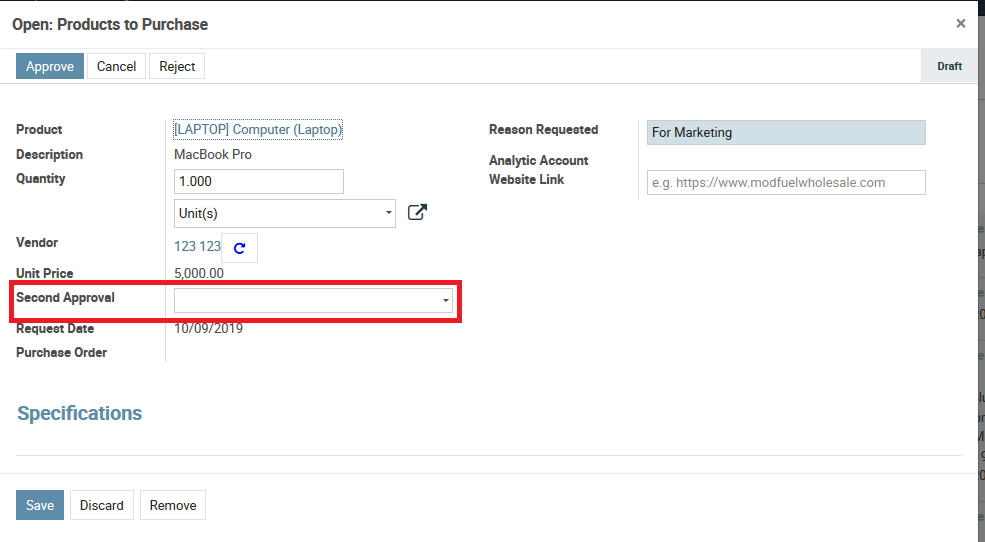 Open: Products to Purchase ×
Approve Cancel Reject Draft
Product [LAPTOP] Computer (Laptop)
Description MacBook Pro
Quantity 1.000
Unit(s)
Vendor 123 123
Unit Price 5,000.00
Second Approval
Request Date 10/09/2019
Purchase Order
Reason Requested For Marketing
Analytic Account
Website Link e.g. https://www.modfuelwholesale.com
Specifications
Save Discard Remove